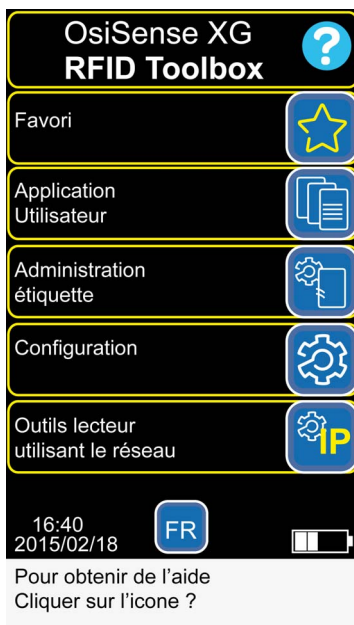 OsiSense XG
RFID Toolbox
?
Favori
Application
Utilisateur
Administration
étiquette
Configuration
Outils lecteur
utilisant le réseau
IP
16:40
FR
2015/02/18
Pour obtenir de l’aide
Cliquer sur l’icone ?